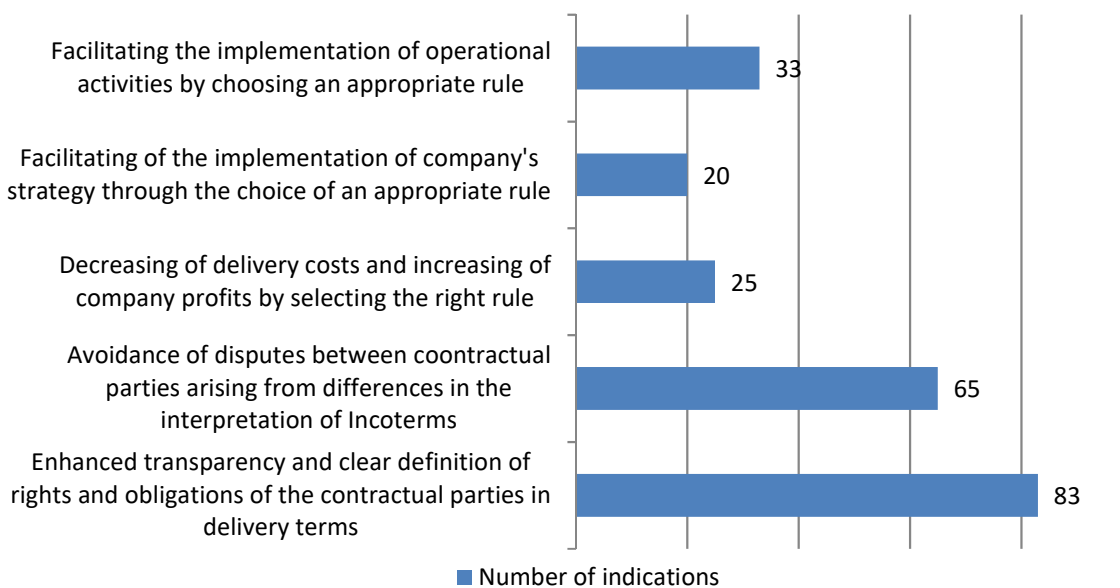 Facilitating the implementation of operational
activities by choosing an appropriate rule
33
Facilitating of the implementation of company's
strategy through the choice of an appropriate rule
20
Decreasing of delivery costs and increasing of
company profits by selecting the right rule
25
Avoidance of disputes between coontractual
parties arising from differences in the
interpretation of Incoterms
65
Enhanced transparency and clear definition of
rights and obligations of the contractual parties in
delivery terms
83
Number of indications